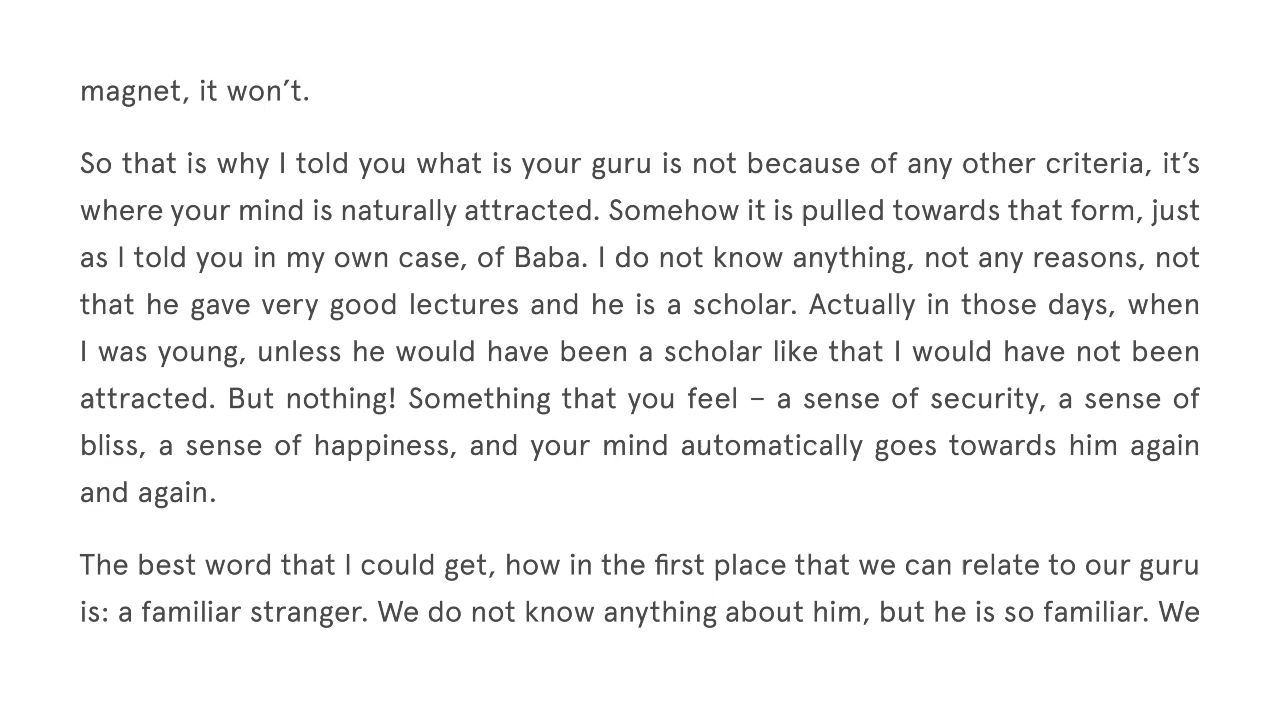 magnet, it won’t.
So that is why I told you what is your guru is not because of any other criteria, it’s
where your mind is naturally attracted. Somehow it is pulled towards that form, just
as I told you in my own case, of Baba. I do not know anything, not any reasons, not
that he gave very good lectures and he is a scholar. Actually in those days, when
I was young, unless he would have been a scholar like that I would have not been
attracted. But nothing! Something that you feel – a sense of security, a sense of
bliss, a sense of happiness, and your mind automatically goes towards him again
and again.
The best word that I could get, how in the first place that we can relate to our guru
is: a familiar stranger. We do not know anything about him, but he is so familiar. We